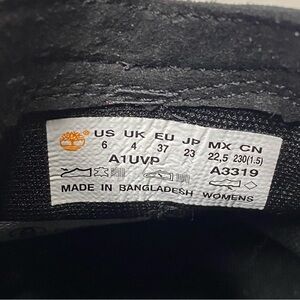 US UK EU JP MX CN
6 4 37 23 22,5 230(1.5)
A1UVP A3319
MADE IN BANGLADESH WOMENS